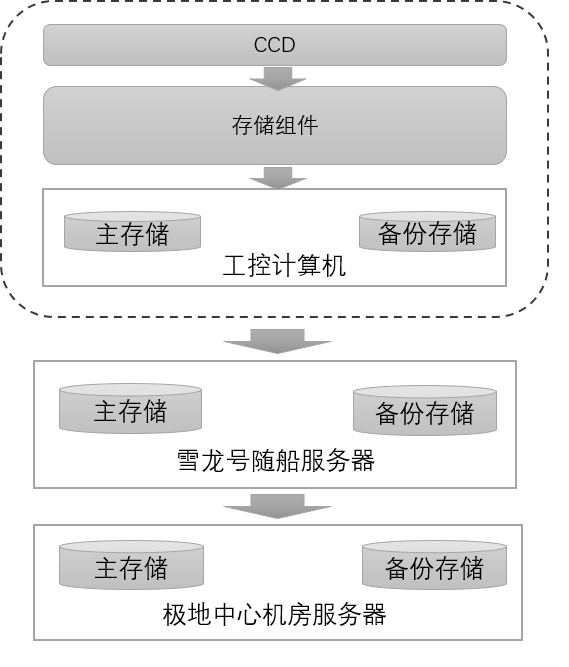 CCD
存储组件
主存储
备份存储
工控计算机
主存储
备份存储
雪龙号随船服务器
主存储
备份存储
极地中心机房服务器